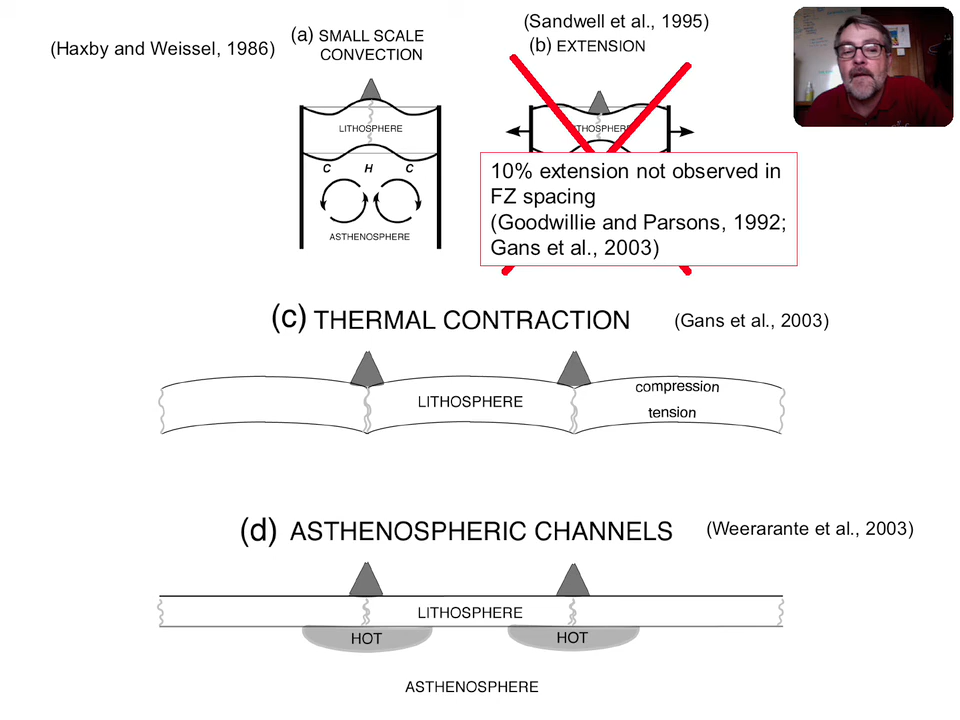 (Haxby and Weissel, 1986)
(a) SMALL SCALE
CONVECTION
(Sandwell et al., 1995)
(b) EXTENSION
LITHOSPHERE
C H C
ASTHENOSPHERE
10% extension not observed in
FZ spacing
(Goodwillie and Parsons, 1992;
Gans et al., 2003)
(c) THERMAL CONTRACTION
(Gans et al., 2003)
LITHOSPHERE
compression
tension
(d) ASTHENOSPHERIC CHANNELS
(Weerarante et al., 2003)
LITHOSPHERE
HOT
HOT
ASTHENOSPHERE